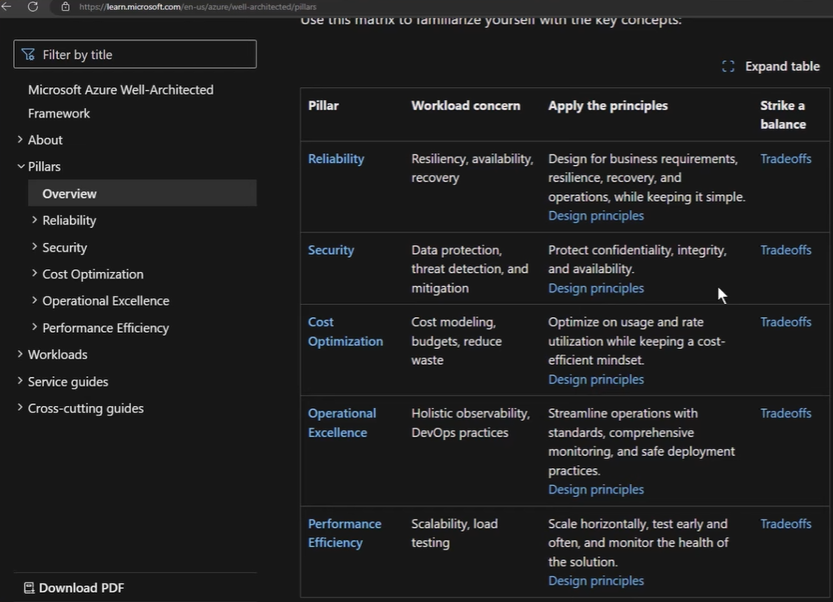 https://learn.microsoft.com/en-us/azure/well-architected/pillars
Use this matrix to familiarize yourself with the key concepts:
Filter by title
Microsoft Azure Well-Architected
Framework
About
Pillars
Overview
Reliability
Security
Cost Optimization
Operational Excellence
Performance Efficiency
Workloads
Service guides
Cross-cutting guides
Download PDF
Expand table
Pillar
Workload concern
Apply the principles
Strike a
balance
Reliability
Resiliency, availability,
recovery
Design for business requirements,
resilience, recovery, and
operations, while keeping it simple.
Design principles
Tradeoffs
Security
Data protection,
threat detection, and
mitigation
Protect confidentiality, integrity,
and availability.
Design principles
Tradeoffs
Cost
Optimization
Cost modeling,
budgets, reduce
waste
Optimize on usage and rate
utilization while keeping a cost-
efficient mindset.
Design principles
Tradeoffs
Operational
Excellence
Holistic observability,
DevOps practices
Streamline operations with
standards, comprehensive
monitoring, and safe deployment
practices.
Design principles
Tradeoffs
Performance
Efficiency
Scalability, load
testing
Scale horizontally, test early and
often, and monitor the health of
the solution.
Design principles
Tradeoffs